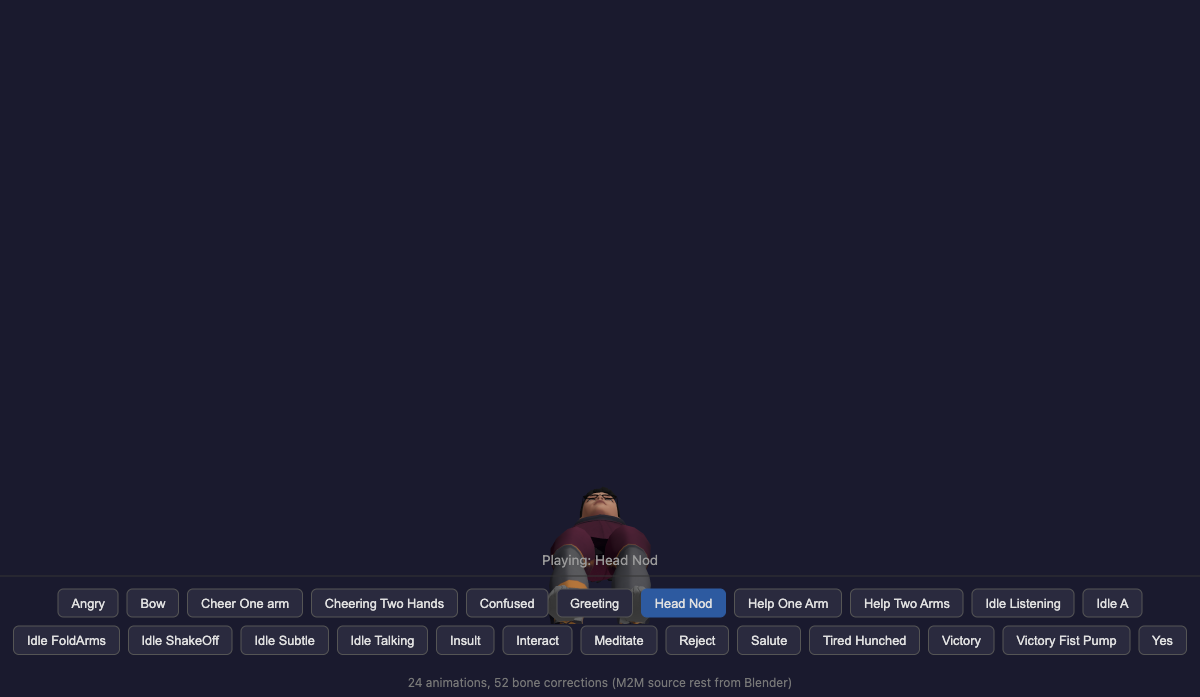 Playing: Head Nod
Angry Bow Cheer One arm Cheering Two Hands Confused Greeting Head Nod Help One Arm Help Two Arms Idle Listening Idle A
Idle FoldArms Idle ShakeOff Idle Subtle Idle Talking Insult Interact Meditate Reject Salute Tired Hunched Victory Victory Fist Pump Yes
24 animations, 52 bone corrections (M2M source rest from Blender)